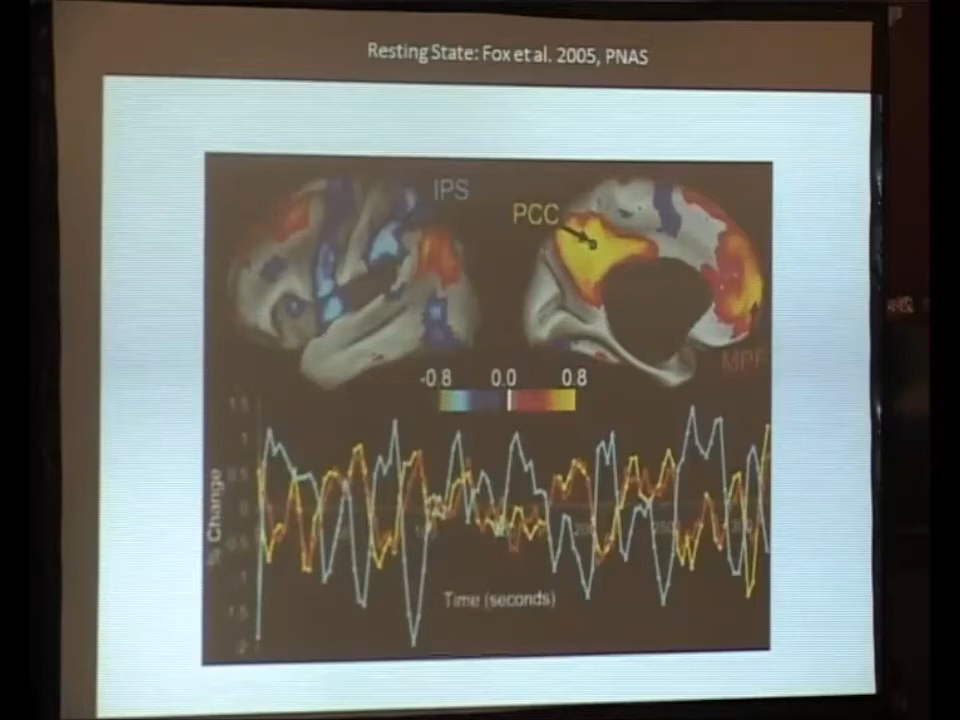 Resting State: Fox et al. 2005, PNAS
IPS
PCC
MPF
-0.8 0.0 0.8
1.5
1
0.5
0
% Change
-0.5
-1
1.5
-2
Time (seconds)